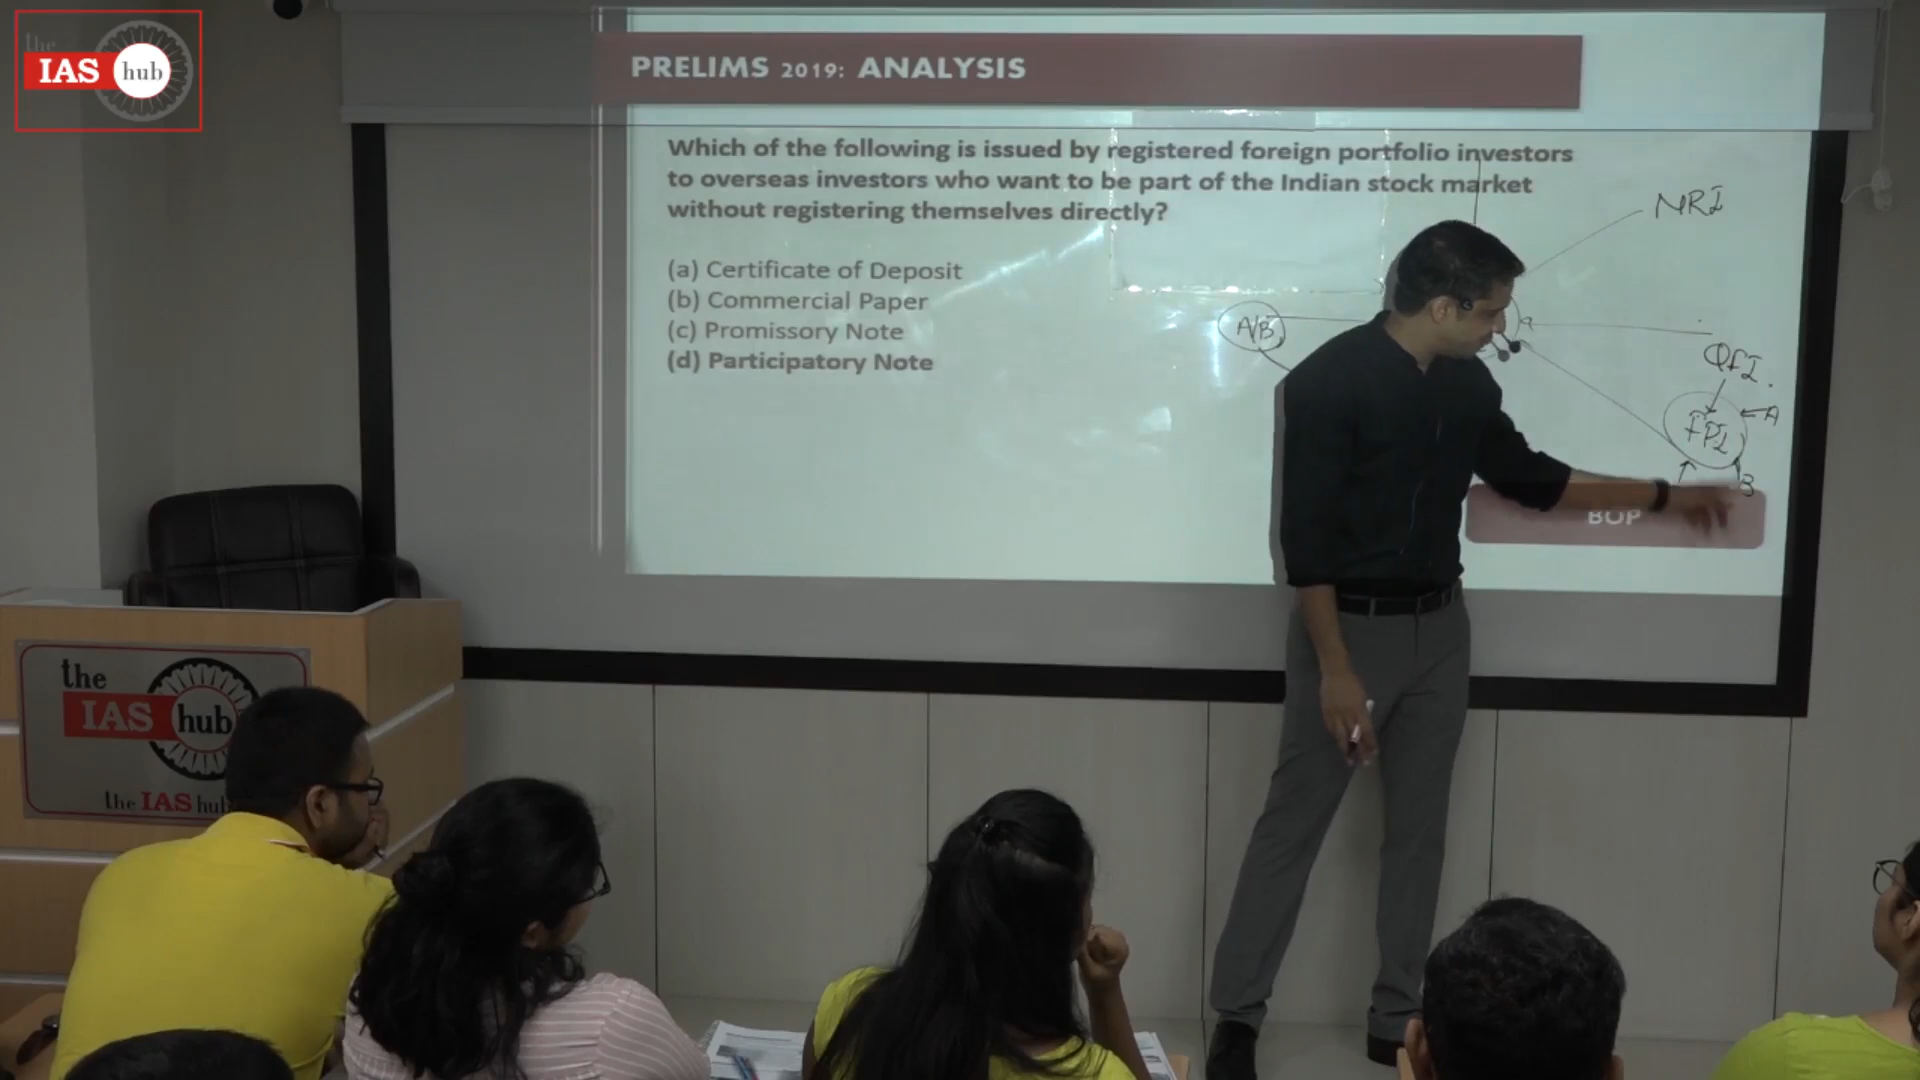 the
IAS hub
PRELIMS 2019: ANALYSIS
Which of the following is issued by registered foreign portfolio investors
to overseas investors who want to be part of the Indian stock market
without registering themselves directly?
(a) Certificate of Deposit
(b) Commercial Paper
(c) Promissory Note
(d) Participatory Note
NRI
A/B
QFI
A
FPI
B
BOP
the
IAS hub
the IAS hub